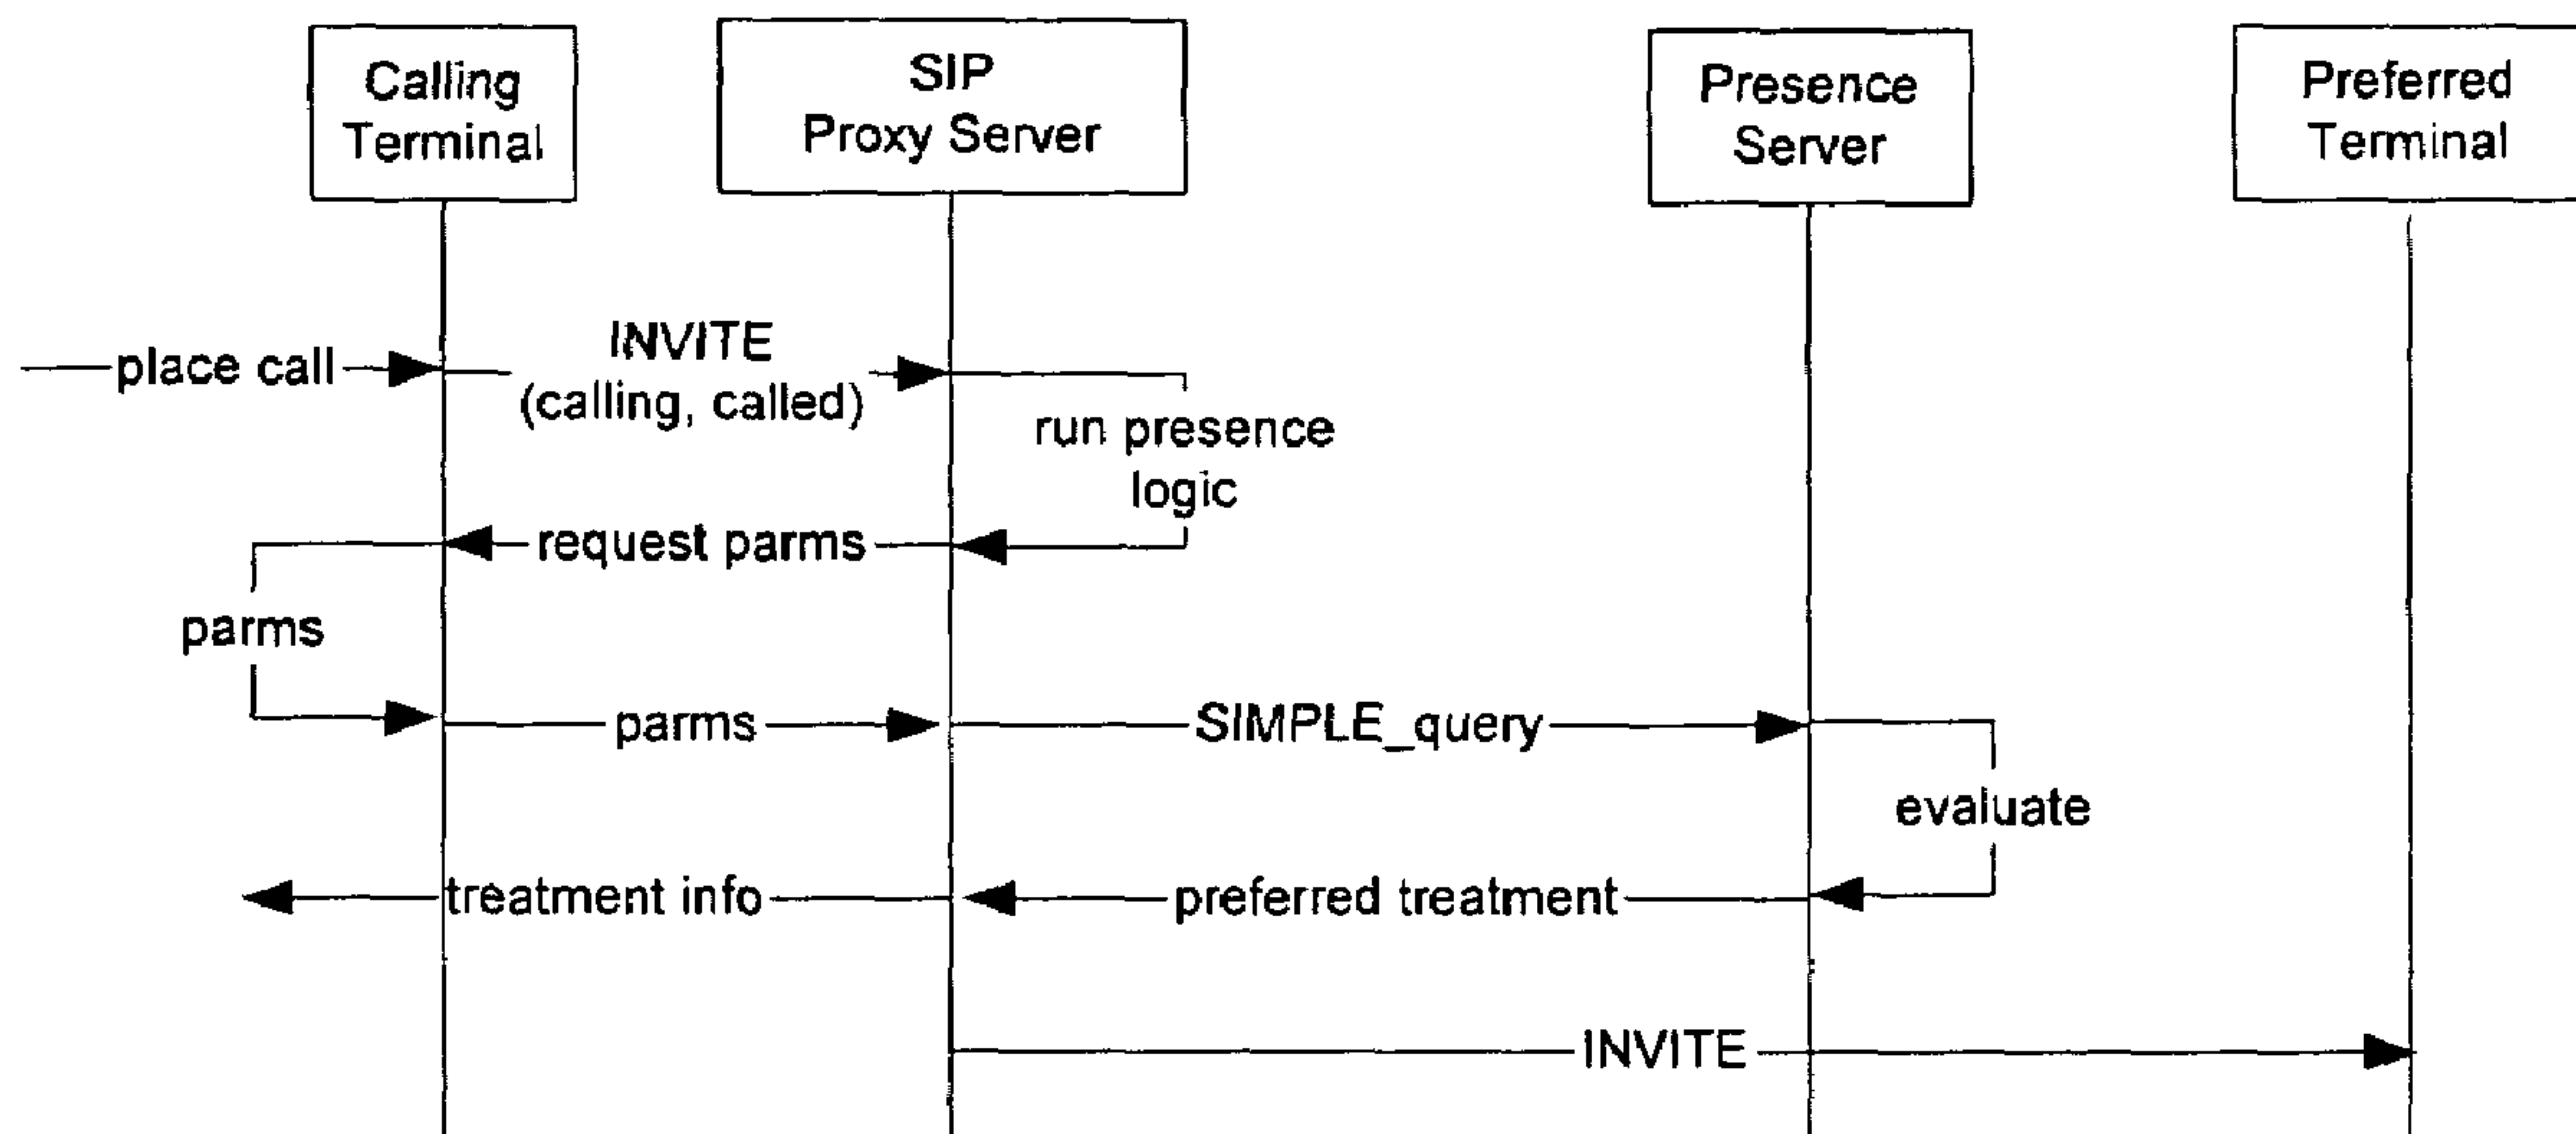 Calling
Terminal
SIP
Proxy Server
Presence
Server
Preferred
Terminal
place call
INVITE
(calling, called)
run presence
logic
request parms
parms
parms
SIMPLE_query
evaluate
treatment info
preferred treatment
INVITE